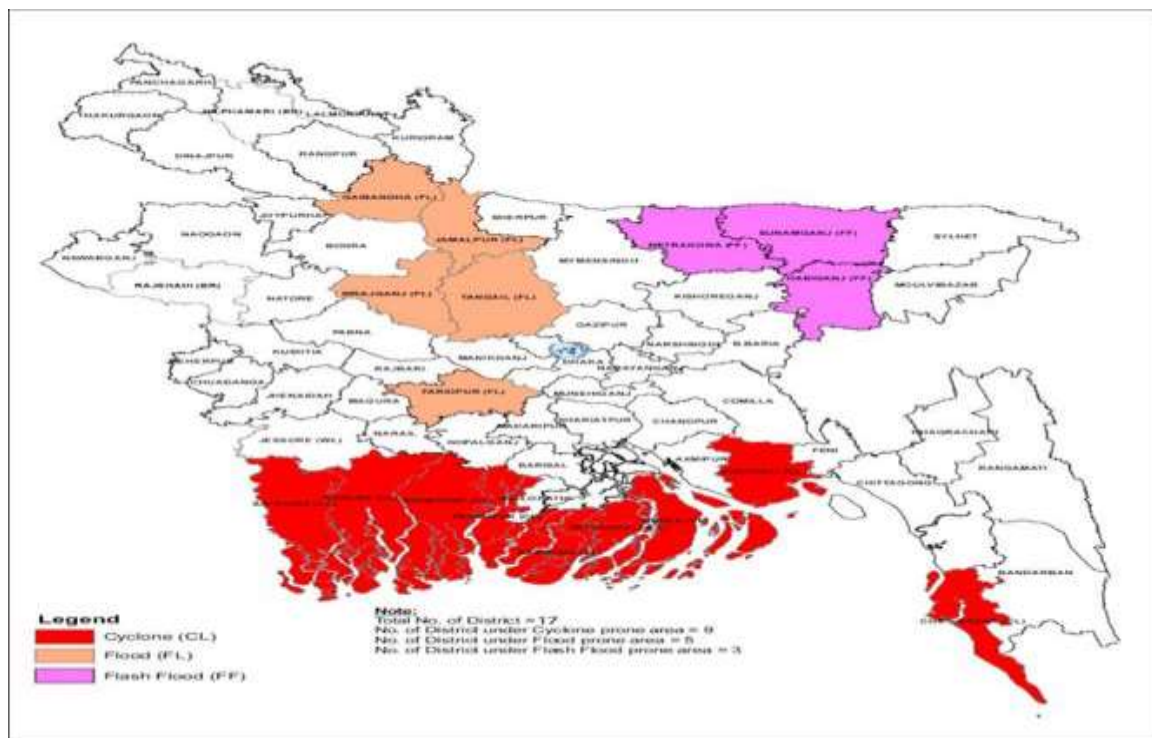 PANCHAGARH
THAKURGAON
NILPHAMARI (BR)
LALMONIRHAT
DINAJPUR
RANGPUR
KURIGRAM
GAIBANDHA (FL)
JOYPURHAT
SHERPUR
NAOGAON
BOGRA
JAMALPUR (FL)
NETRAKONA (FF)
SUNAMGANJ (FF)
SYLHET
NAWABGANJ
MYMENSINGH
HABIGANJ (FF)
MOULVIBAZAR
RAJSHAHI (BR)
NATORE
SIRAJGANJ (FL)
TANGAIL (FL)
KISHOREGANJ
PABNA
GAZIPUR
NARSHINGDI
B.BARIA
MEHERPUR
KUSHTIA
MANIKGANJ
DHAKA
CHUADANGA
RAJBARI
JHENAIDAH
MAGURA
FARIDPUR (FL)
MUNSHIGANJ
COMILLA
SHARIATPUR
CHANDPUR
MADARIPUR
JESSORE (WL)
NARAIL
GOPALGANJ
KHAGRACHARI
BARISAL
LAXMIPUR
FENI
RANGAMATI
CHITTAGONG
BANDARBAN
Legend
Cyclone (CL)
Flood (FL)
Flash Flood (FF)
Note:
Total No. of District =17
No. of District under Cyclone prone area = 9
No. of District under Flood prone area = 5
No. of District under Flash Flood prone area = 3